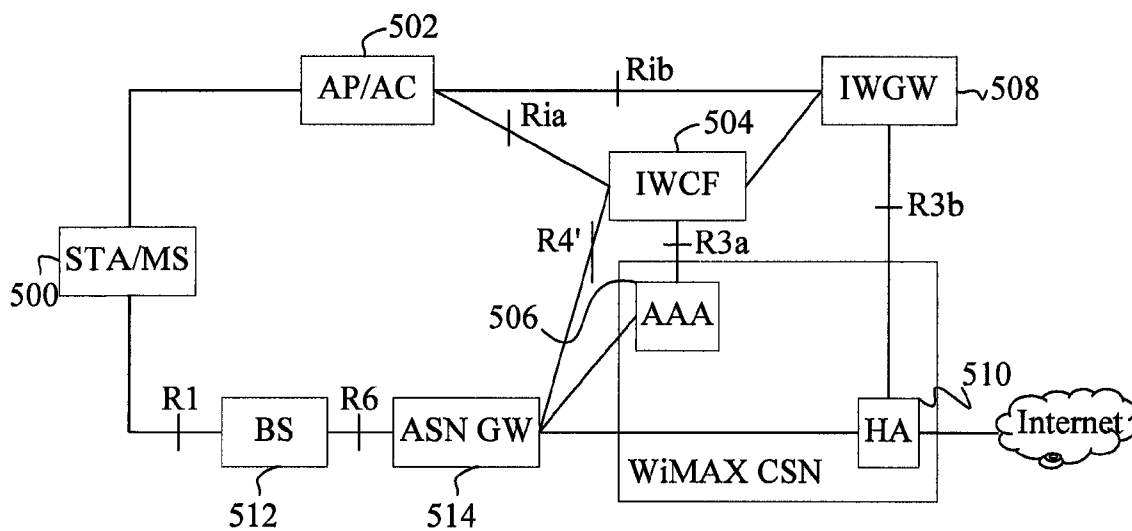 502
AP/AC
Rib
IWGW
508
Ria
504
IWCF
R4'
R3a
R3b
STA/MS
500
506
AAA
510
R1
BS
R6
ASN GW
HA
Internet
WiMAX CSN
512
514